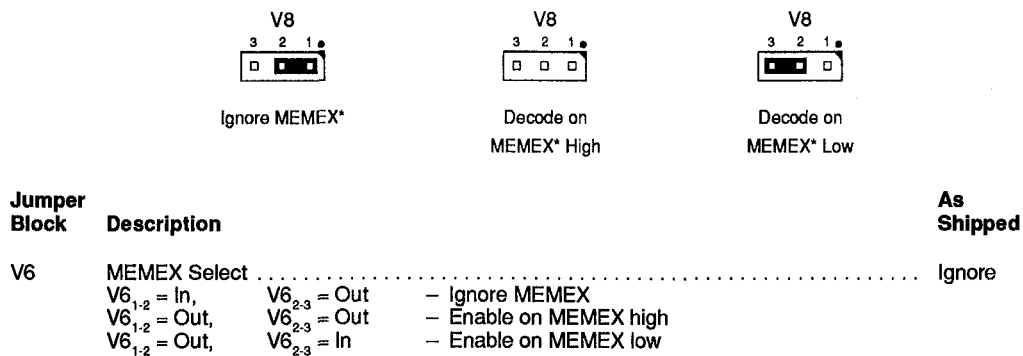 V8 V8 V8
3 2 1 3 2 1 3 2 1
Ignore MEMEX* Decode on Decode on
MEMEX* High MEMEX* Low
Jumper As
Block Description Shipped
V6 MEMEX Select ........................................................................ Ignore
V6₁₋₂ = In, V6₂₋₃ = Out – Ignore MEMEX
V6₁₋₂ = Out, V6₂₋₃ = Out – Enable on MEMEX high
V6₁₋₂ = Out, V6₂₋₃ = In – Enable on MEMEX low